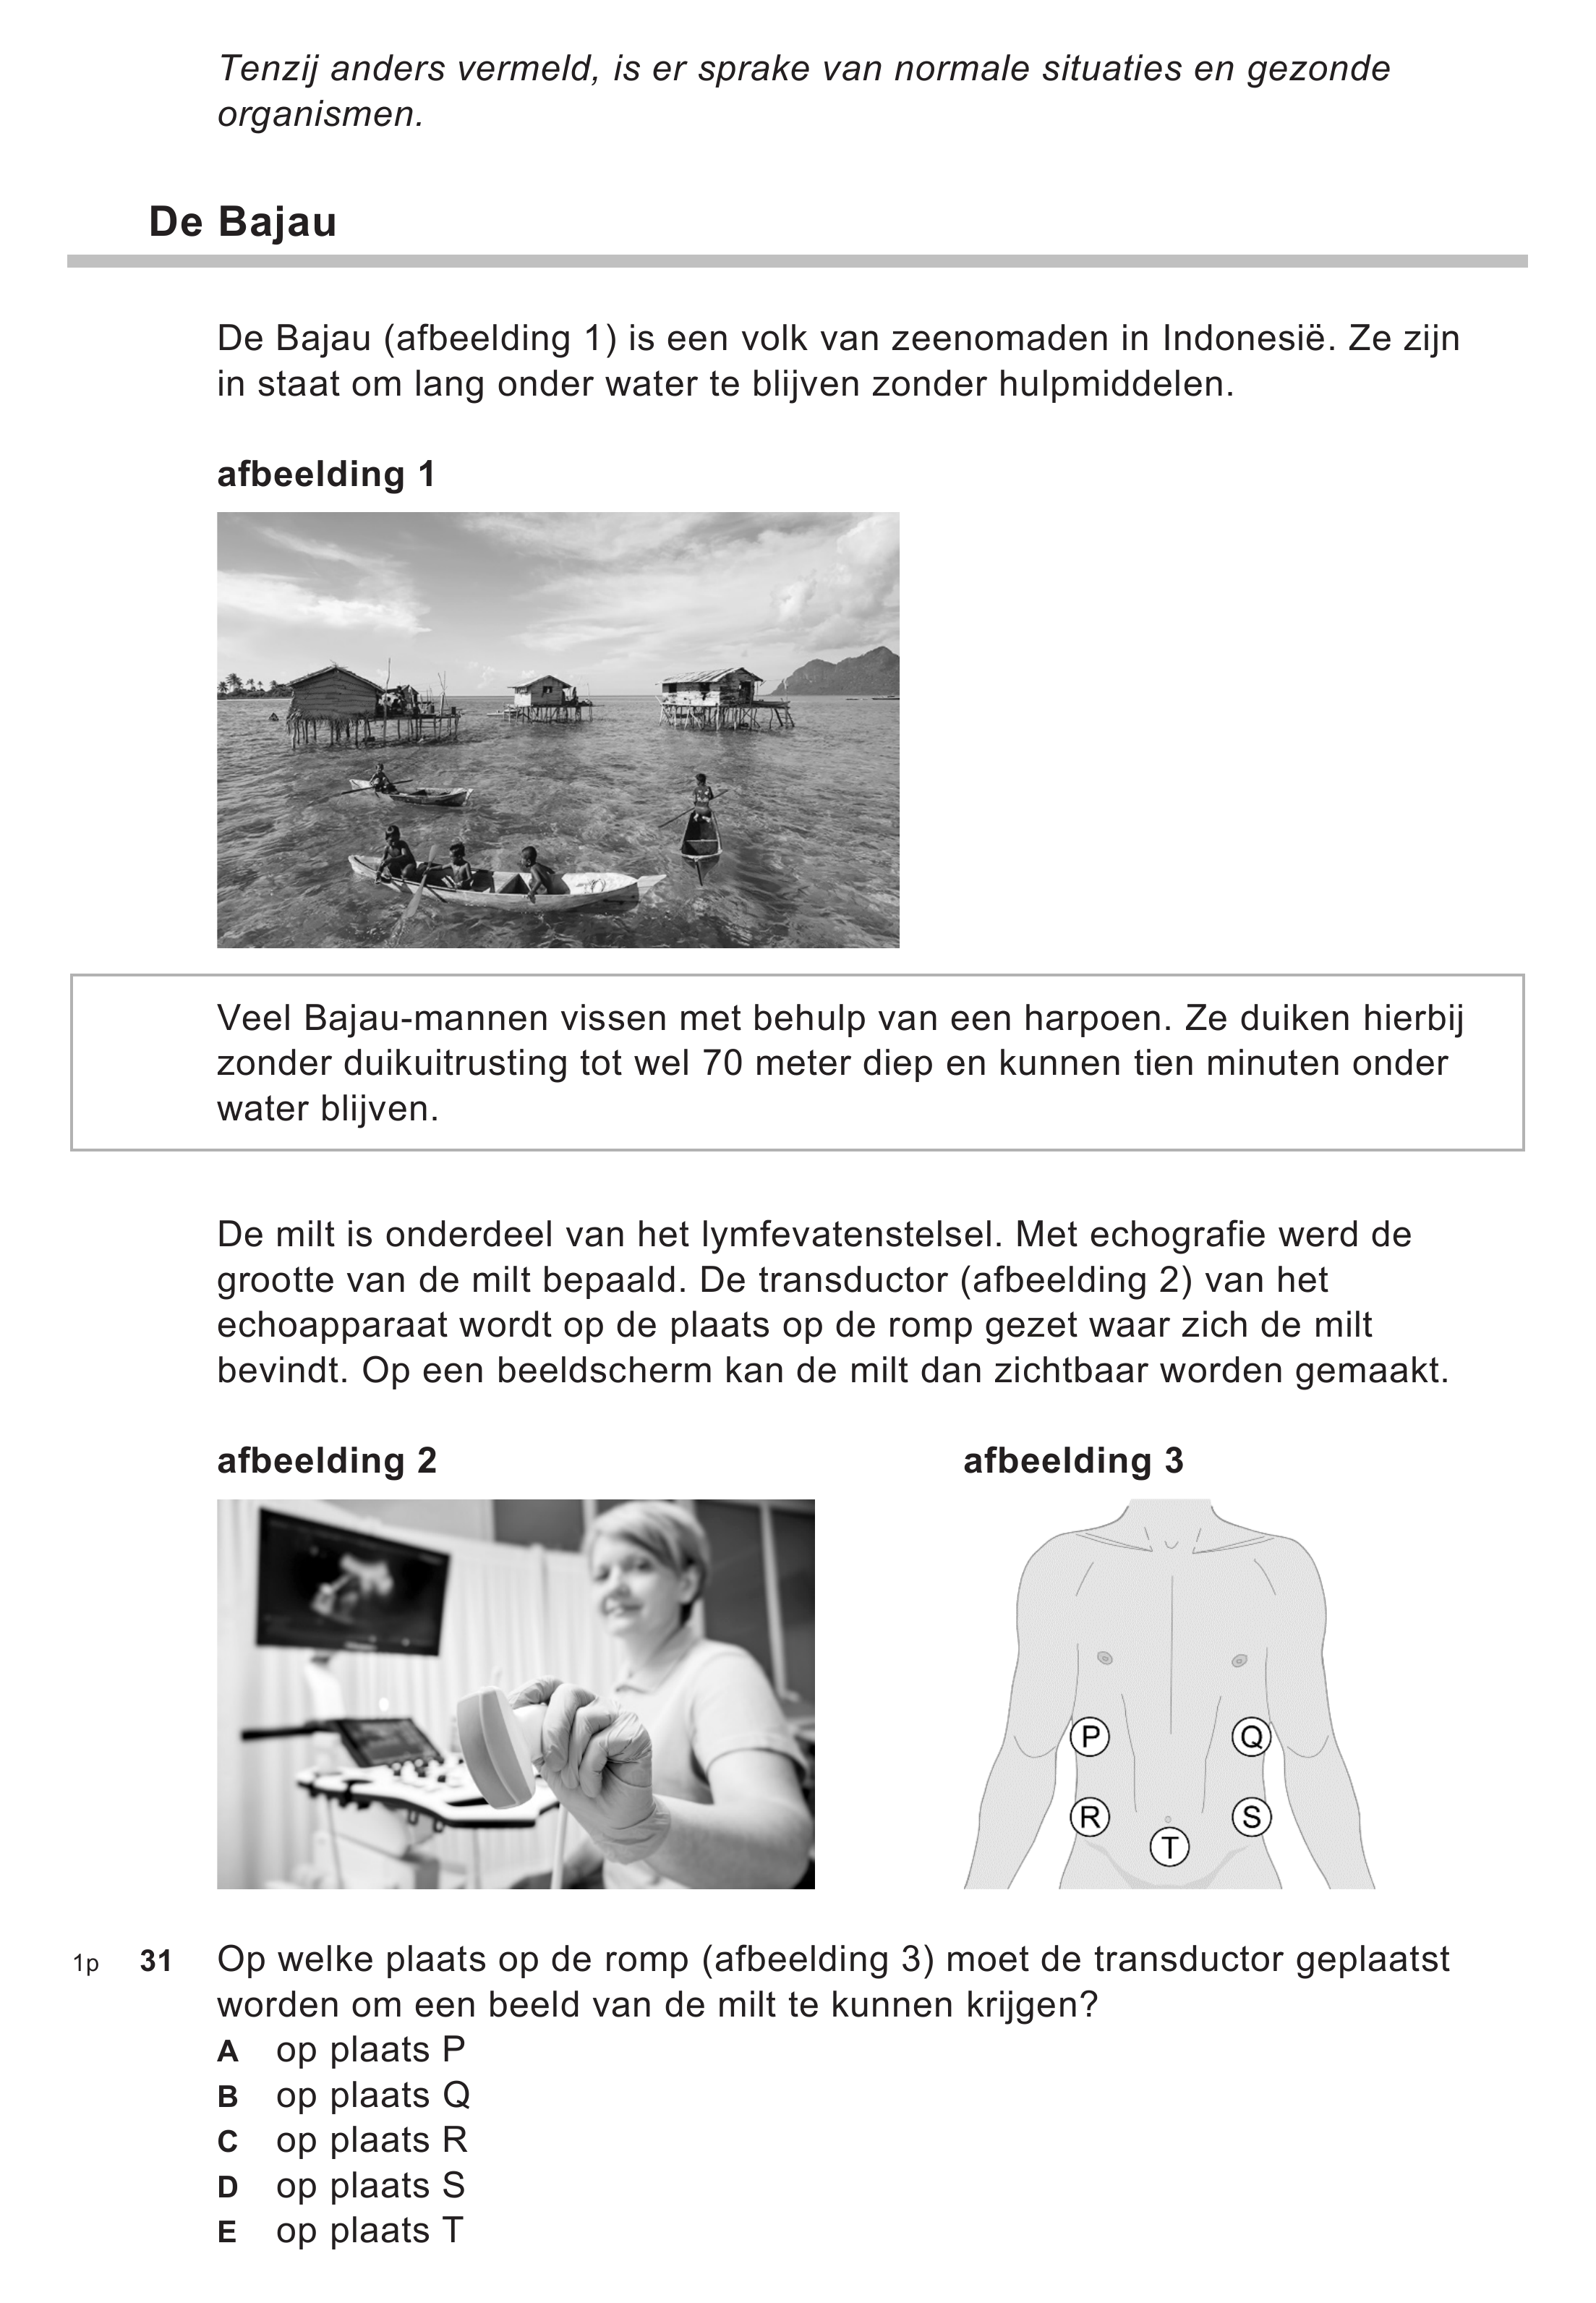 Tenzij anders vermeld, is er sprake van normale situaties en gezonde
organismen.
De Bajau
De Bajau (afbeelding 1) is een volk van zeenomaden in Indonesië. Ze zijn
in staat om lang onder water te blijven zonder hulpmiddelen.
afbeelding 1
Veel Bajau-mannen vissen met behulp van een harpoen. Ze duiken hierbij
zonder duikuitrusting tot wel 70 meter diep en kunnen tien minuten onder
water blijven.
De milt is onderdeel van het lymfevatenstelsel. Met echografie werd de
grootte van de milt bepaald. De transductor (afbeelding 2) van het
echoapparaat wordt op de plaats op de romp gezet waar zich de milt
bevindt. Op een beeldscherm kan de milt dan zichtbaar worden gemaakt.
afbeelding 2
afbeelding 3
P
Q
R
S
T
1p 31 Op welke plaats op de romp (afbeelding 3) moet de transductor geplaatst
worden om een beeld van de milt te kunnen krijgen?
A op plaats P
B op plaats Q
C op plaats R
D op plaats S
E op plaats T